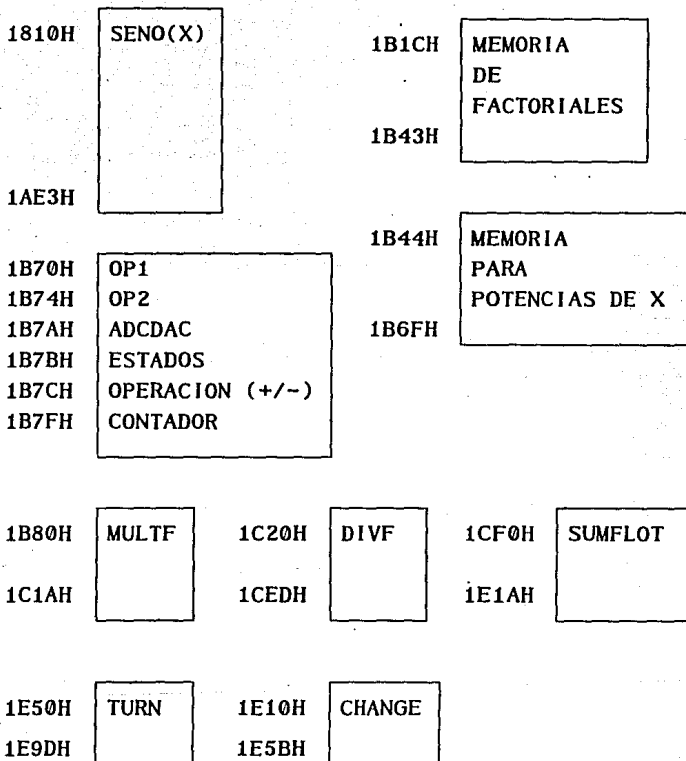 1810H SENO(X)
1AE3H
1B1CH MEMORIA
DE
FACTORIALES
1B43H
1B44H MEMORIA
PARA
POTENCIAS DE X
1B6FH
1B70H OP1
1B74H OP2
1B7AH ADCDAC
1B7BH ESTADOS
1B7CH OPERACION (+/-)
1B7FH CONTADOR
1B80H MULTF 1C20H DIVF 1CF0H SUMFLOT
1C1AH 1CEDH 1E1AH
1E50H TURN 1E10H CHANGE
1E9DH 1E5BH